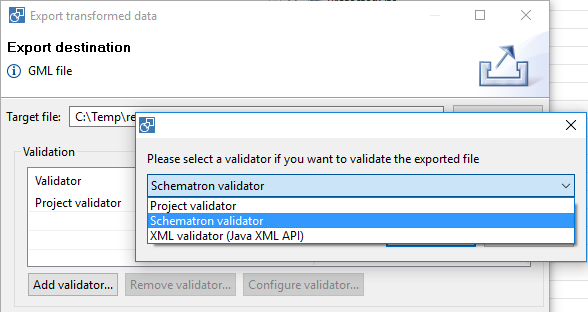 Export transformed data
Export destination
GML file
Target file: C:\Temp\re
Validation
Validator
Project validator
Please select a validator if you want to validate the exported file
Schematron validator
Project validator
Schematron validator
XML validator (Java XML API)
Add validator... Remove validator... Configure validator...